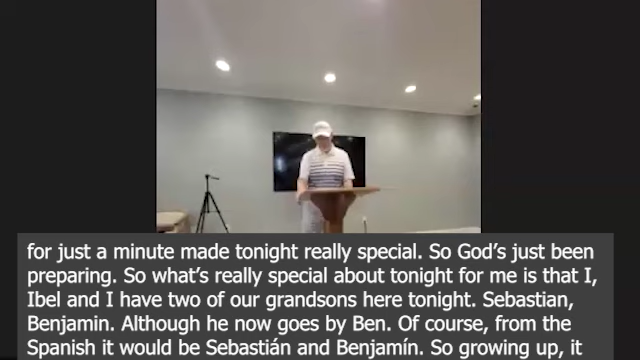 for just a minute made tonight really special. So God’s just been
preparing. So what’s really special about tonight for me is that I,
Ibel and I have two of our grandsons here tonight. Sebastian,
Benjamin. Although he now goes by Ben. Of course, from the
Spanish it would be Sebastián and Benjamín. So growing up, it